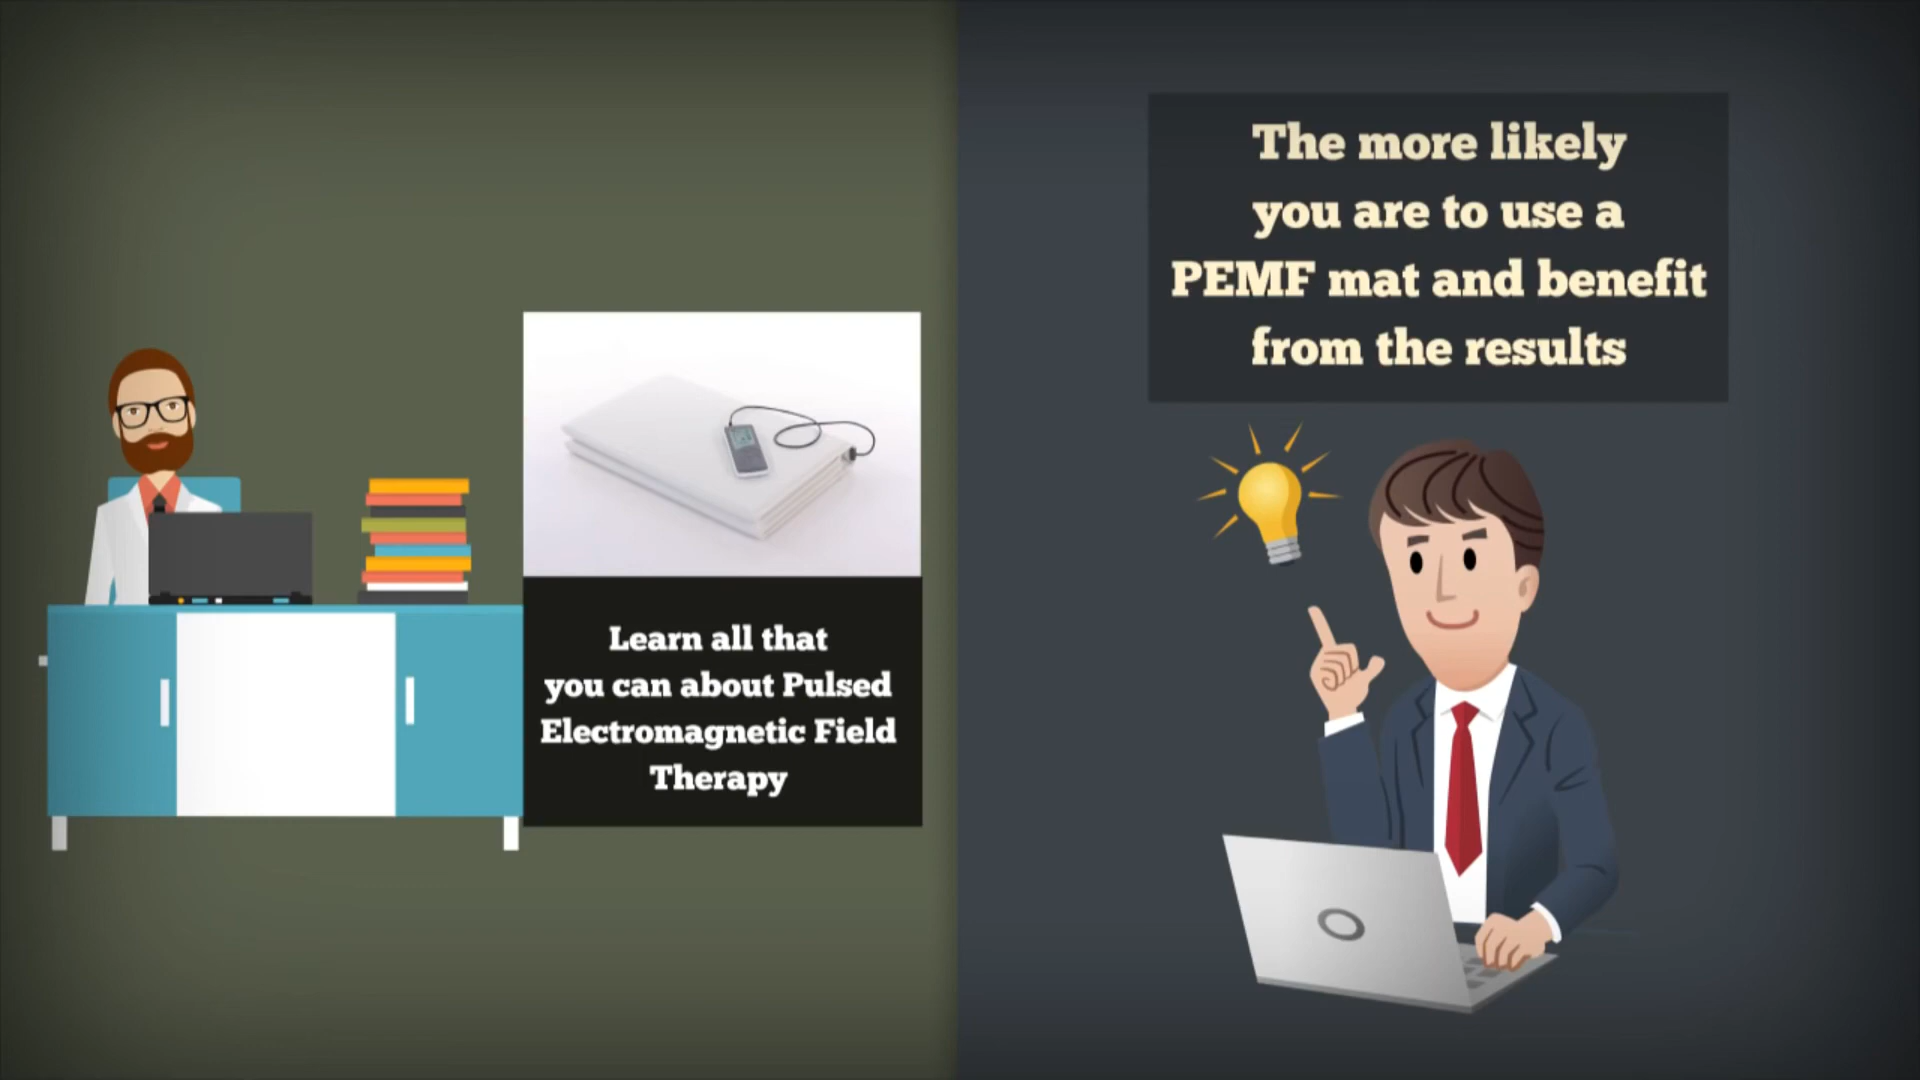 Learn all that
you can about Pulsed
Electromagnetic Field
Therapy
The more likely
you are to use a
PEMF mat and benefit
from the results